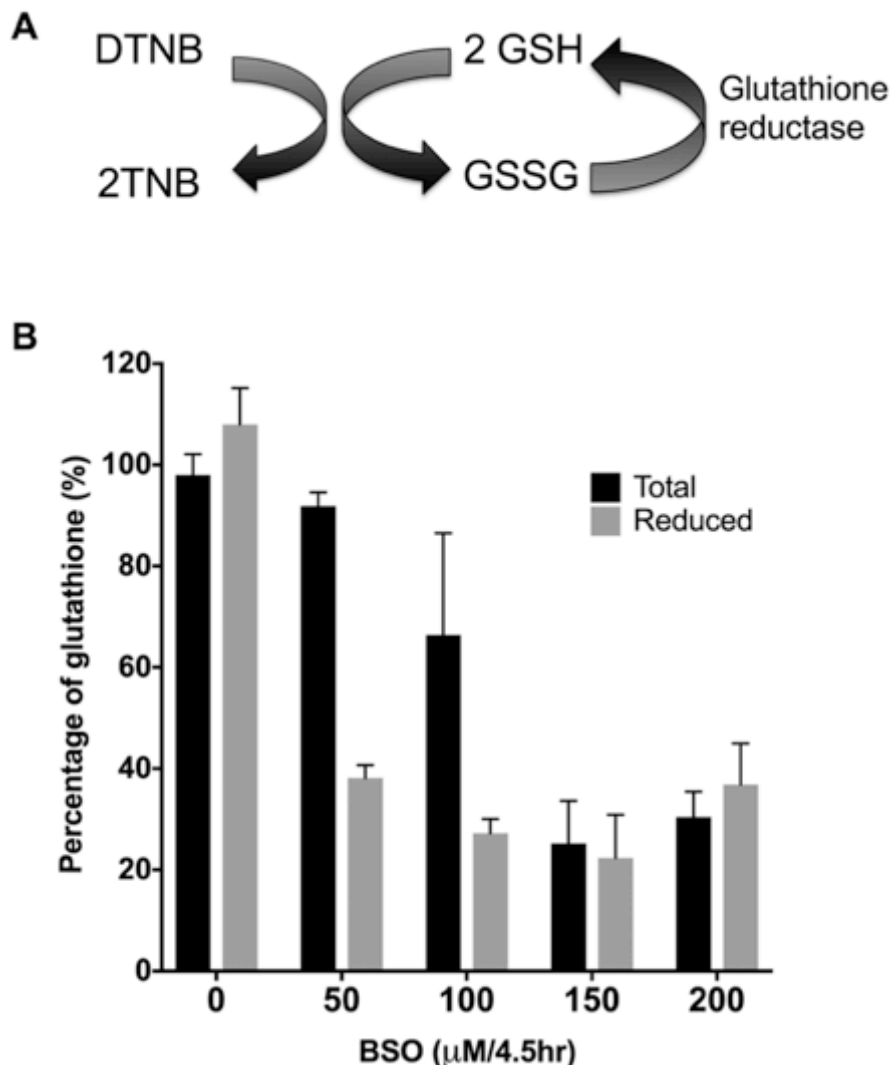 A
DTNB
2 GSH
Glutathione
reductase
2TNB
GSSG
B
Percentage of glutathione (%)
120
100
80
60
40
20
0
Total
Reduced
0 50 100 150 200
BSO (μM/4.5hr)